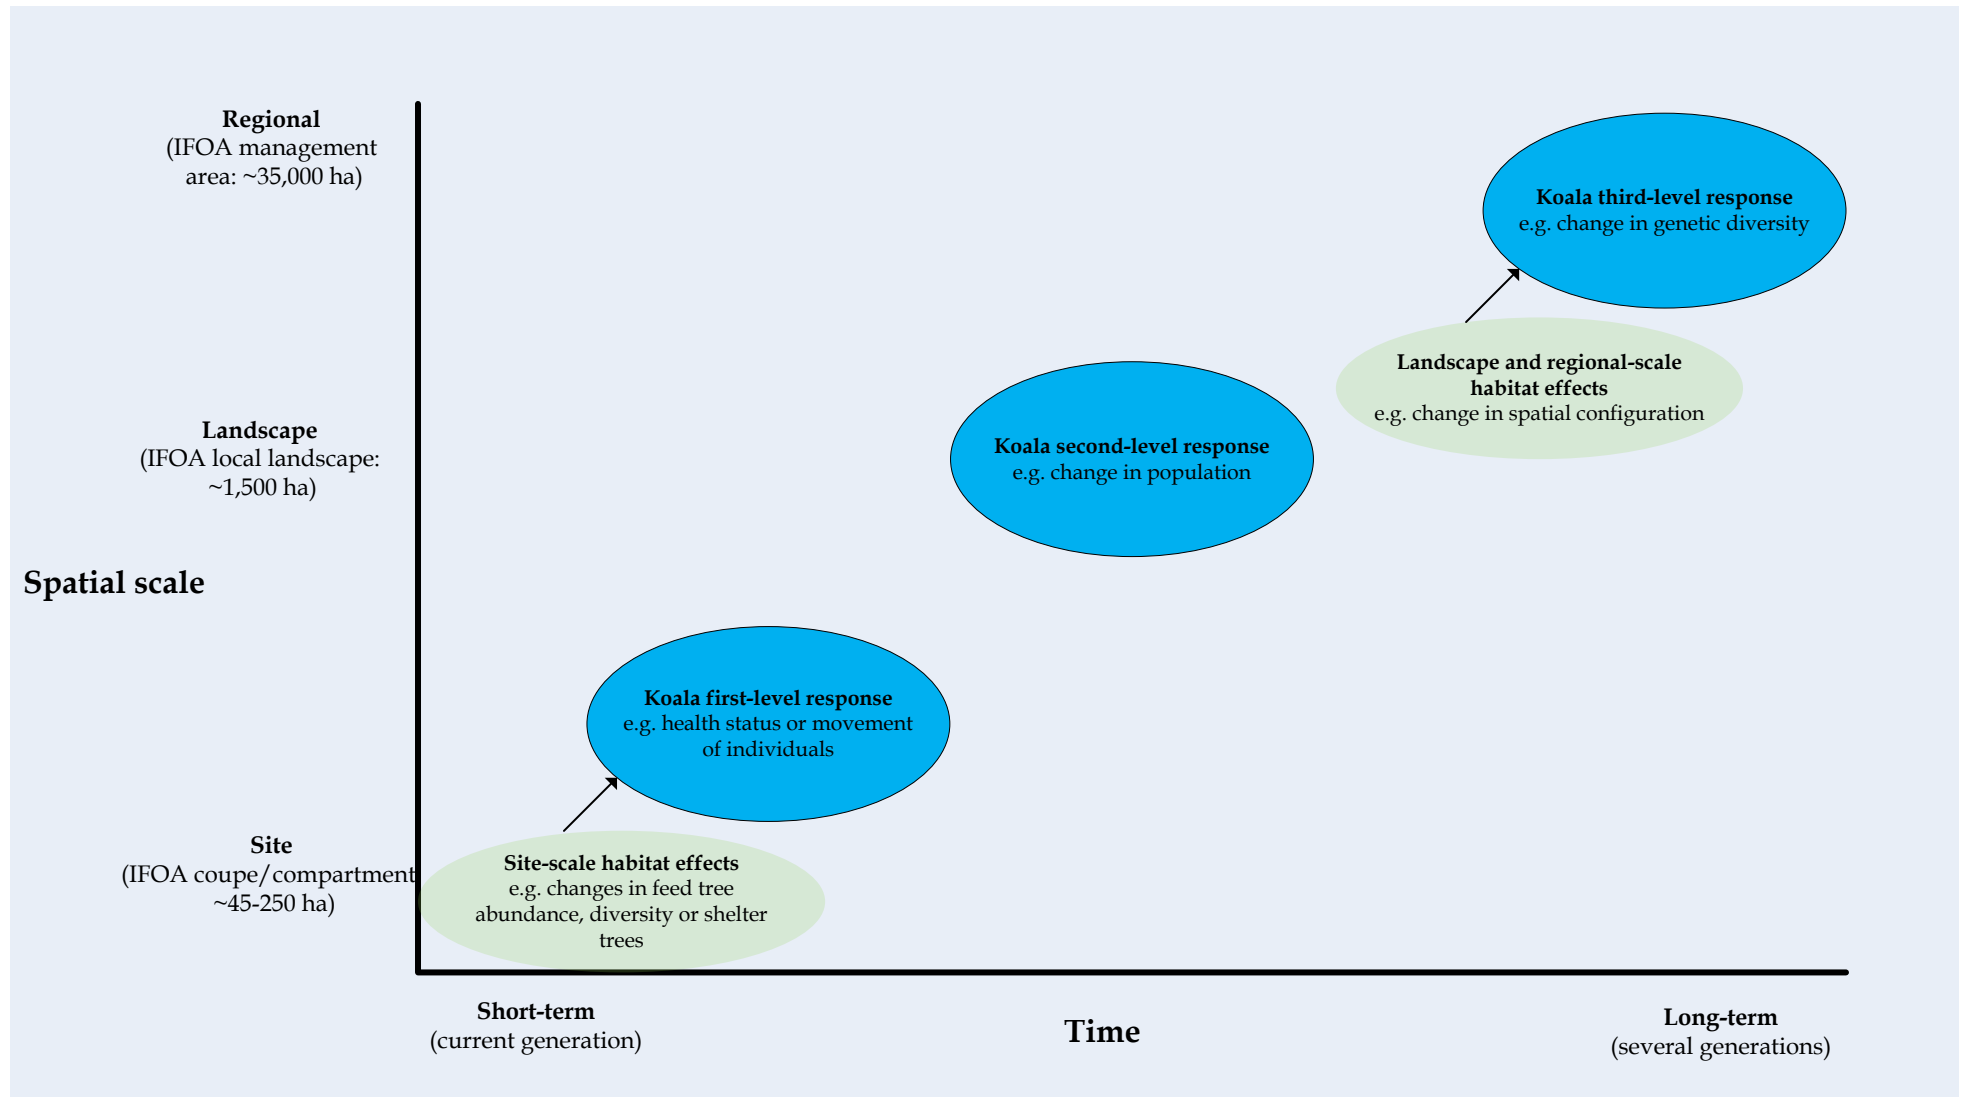 Regional
(IFOA management
area: ~35,000 ha)
Koala third-level response
e.g. change in genetic diversity
Landscape and regional-scale
habitat effects
e.g. change in spatial configuration
Landscape
(IFOA local landscape:
~1,500 ha)
Koala second-level response
e.g. change in population
Spatial scale
Koala first-level response
e.g. health status or movement
of individuals
Site
(IFOA coupe/compartment
~45-250 ha)
Site-scale habitat effects
e.g. changes in feed tree
abundance, diversity or shelter
trees
Short-term
(current generation)
Time
Long-term
(several generations)